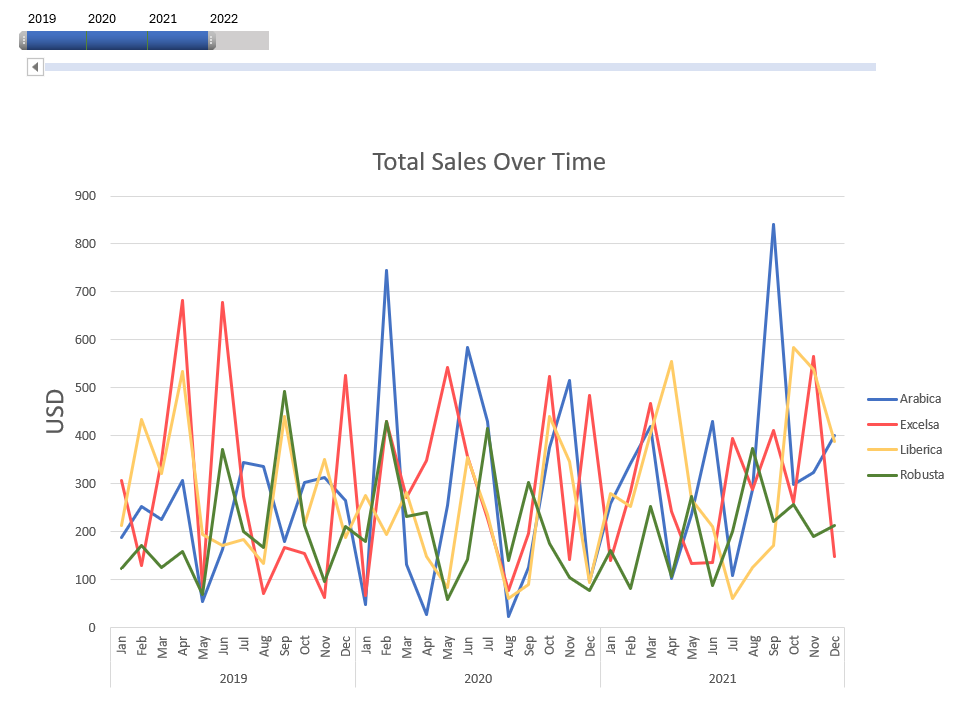 2019 2020 2021 2022
Total Sales Over Time
900
800
700
600
500
400
300
200
100
0
USD
Arabica
Excelsa
Liberica
Robusta
Jan Feb Mar Apr May Jun Jul Aug Sep Oct Nov Dec Jan Feb Mar Apr May Jun Jul Aug Sep Oct Nov Dec Jan Feb Mar Apr May Jun Jul Aug Sep Oct Nov Dec
2019 2020 2021